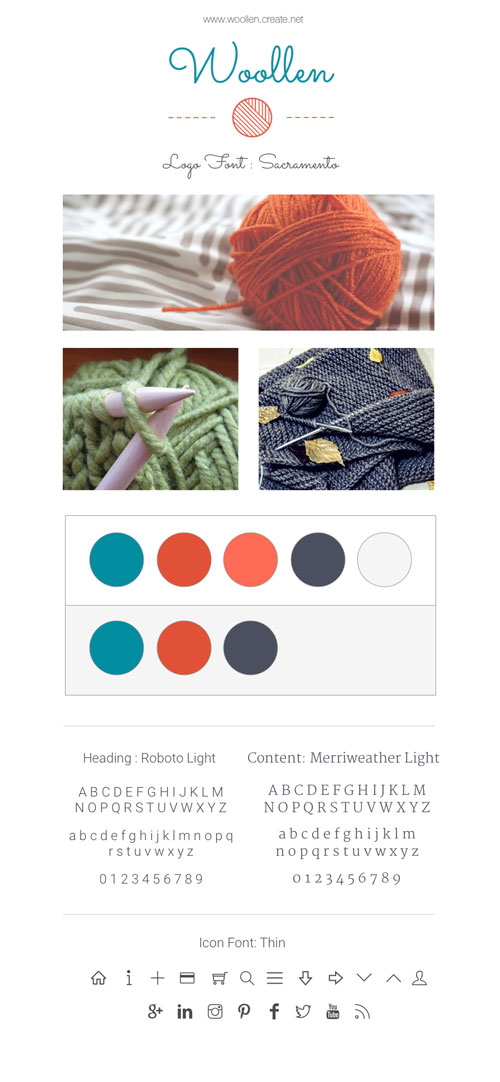 www.woollen.create.net
Woollen
Logo Font : Sacramento
Heading : Roboto Light
ABCDEFGHIJKLM
NOPQRSTUVWXYZ
abcdefghijklmnopq
rstuvwxyz
0123456789
Content: Merriweather Light
ABCDEFGHIJKLM
NOPQRSTUVWXYZ
abcdefghijklm
nopqrstuvwxyz
0123456789
Icon Font: Thin
You
Tube